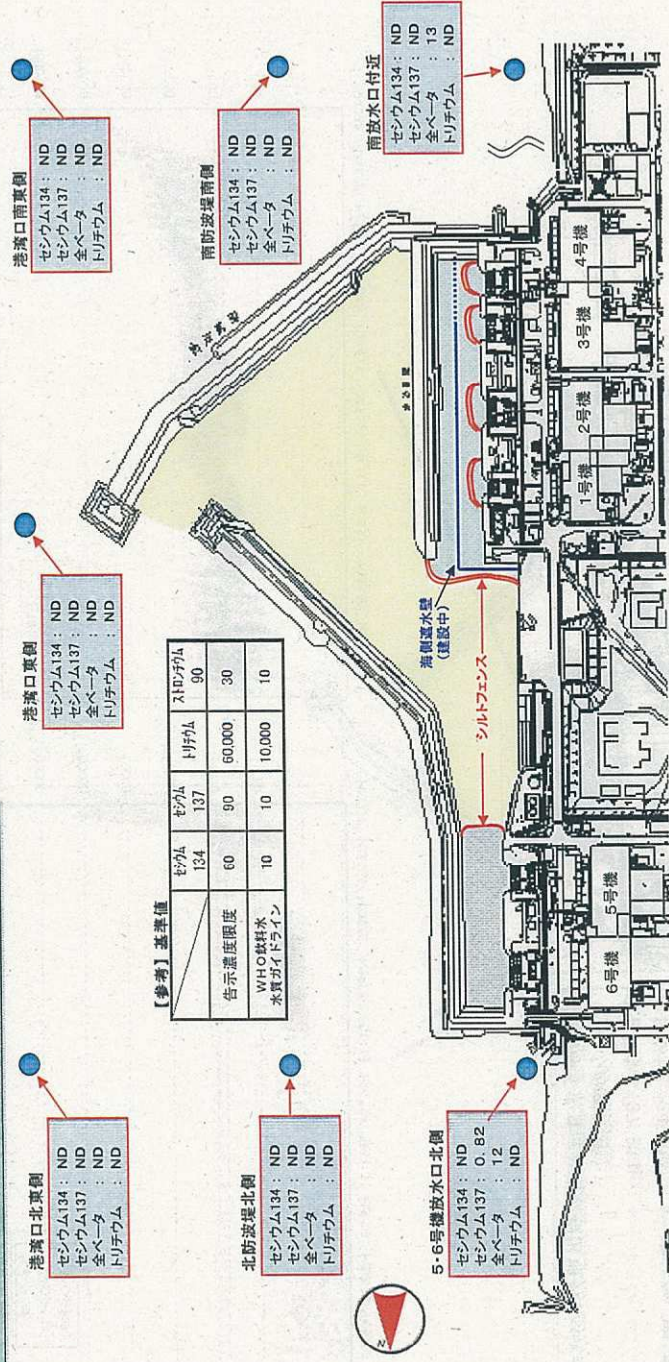 港湾口北東側
セシウム134 : ND
セシウム137 : ND
全ベータ : ND
トリチウム : ND
港湾口東側
セシウム134 : ND
セシウム137 : ND
全ベータ : ND
トリチウム : ND
港湾口南東側
セシウム134 : ND
セシウム137 : ND
全ベータ : ND
トリチウム : ND
北防波堤北側
セシウム134 : ND
セシウム137 : ND
全ベータ : ND
トリチウム : ND
南防波堤南側
セシウム134 : ND
セシウム137 : ND
全ベータ : ND
トリチウム : ND
【参考】基準値
セシウム134 セシウム137 トリチウム ストロンチウム90
告示濃度限度 60 90 60,000 30
WHO飲料水
水質ガイドライン 10 10 10,000 10
N
5・6号機放水口北側
セシウム134 : ND
セシウム137 : 0.82
全ベータ : 12
トリチウム : ND
南放水口付近
セシウム134 : ND
セシウム137 : ND
全ベータ : 13
トリチウム : ND
海側遮水壁
(建設中)
シルトフェンス
6号機
5号機
1号機
2号機
3号機
4号機